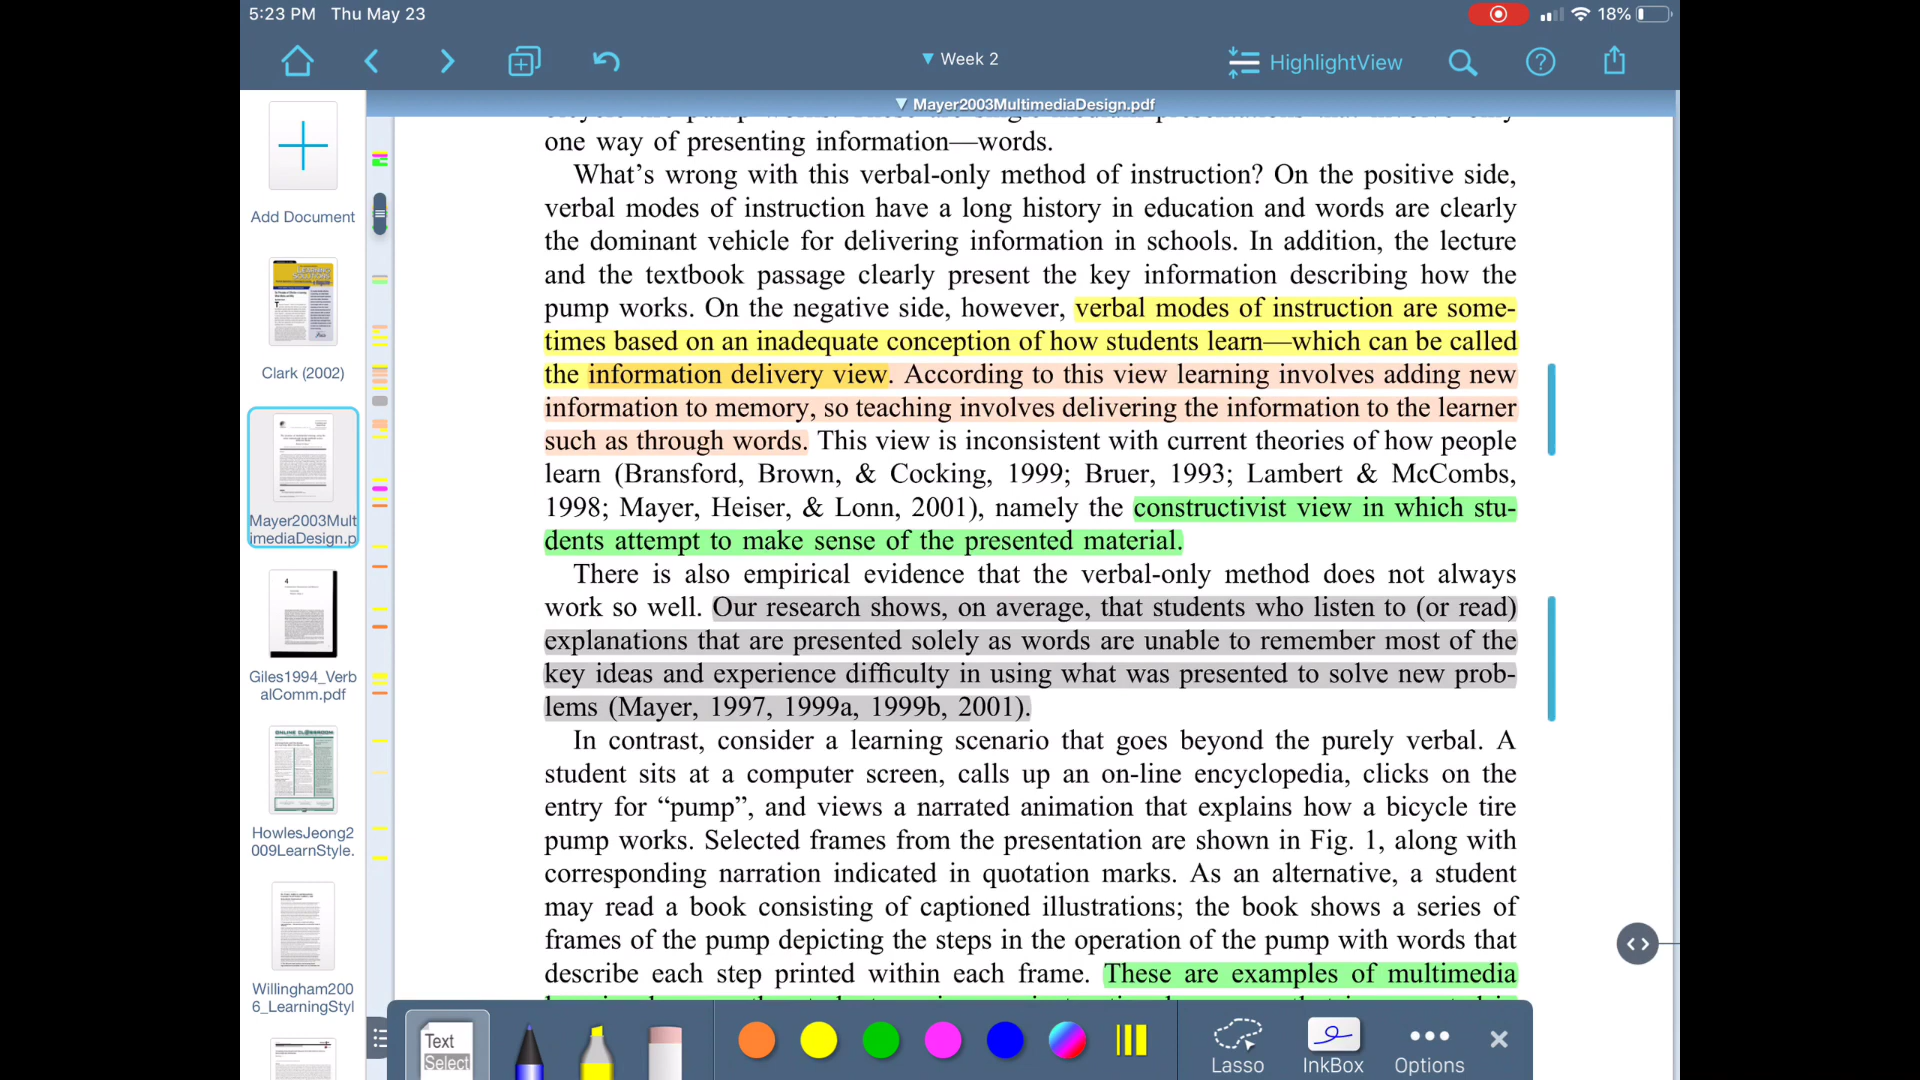 5:23 PM Thu May 23
18%
Week 2
HighlightView
Mayer2003MultimediaDesign.pdf
Add Document
Clark (2002)
Mayer2003Mult
imediaDesign.p
4
Giles1994_Verb
alComm.pdf
ONLINE CLASSROOM
HowlesJeong2
009LearnStyle.
Willingham200
6_LearningStyl
one way of presenting information—words.
What’s wrong with this verbal-only method of instruction? On the positive side,
verbal modes of instruction have a long history in education and words are clearly
the dominant vehicle for delivering information in schools. In addition, the lecture
and the textbook passage clearly present the key information describing how the
pump works. On the negative side, however, verbal modes of instruction are some-
times based on an inadequate conception of how students learn—which can be called
the information delivery view. According to this view learning involves adding new
information to memory, so teaching involves delivering the information to the learner
such as through words. This view is inconsistent with current theories of how people
learn (Bransford, Brown, & Cocking, 1999; Bruer, 1993; Lambert & McCombs,
1998; Mayer, Heiser, & Lonn, 2001), namely the constructivist view in which stu-
dents attempt to make sense of the presented material.
There is also empirical evidence that the verbal-only method does not always
work so well. Our research shows, on average, that students who listen to (or read)
explanations that are presented solely as words are unable to remember most of the
key ideas and experience difficulty in using what was presented to solve new prob-
lems (Mayer, 1997, 1999a, 1999b, 2001).
In contrast, consider a learning scenario that goes beyond the purely verbal. A
student sits at a computer screen, calls up an on-line encyclopedia, clicks on the
entry for “pump”, and views a narrated animation that explains how a bicycle tire
pump works. Selected frames from the presentation are shown in Fig. 1, along with
corresponding narration indicated in quotation marks. As an alternative, a student
may read a book consisting of captioned illustrations; the book shows a series of
frames of the pump depicting the steps in the operation of the pump with words that
describe each step printed within each frame. These are examples of multimedia
Text
Select
Lasso
InkBox
Options